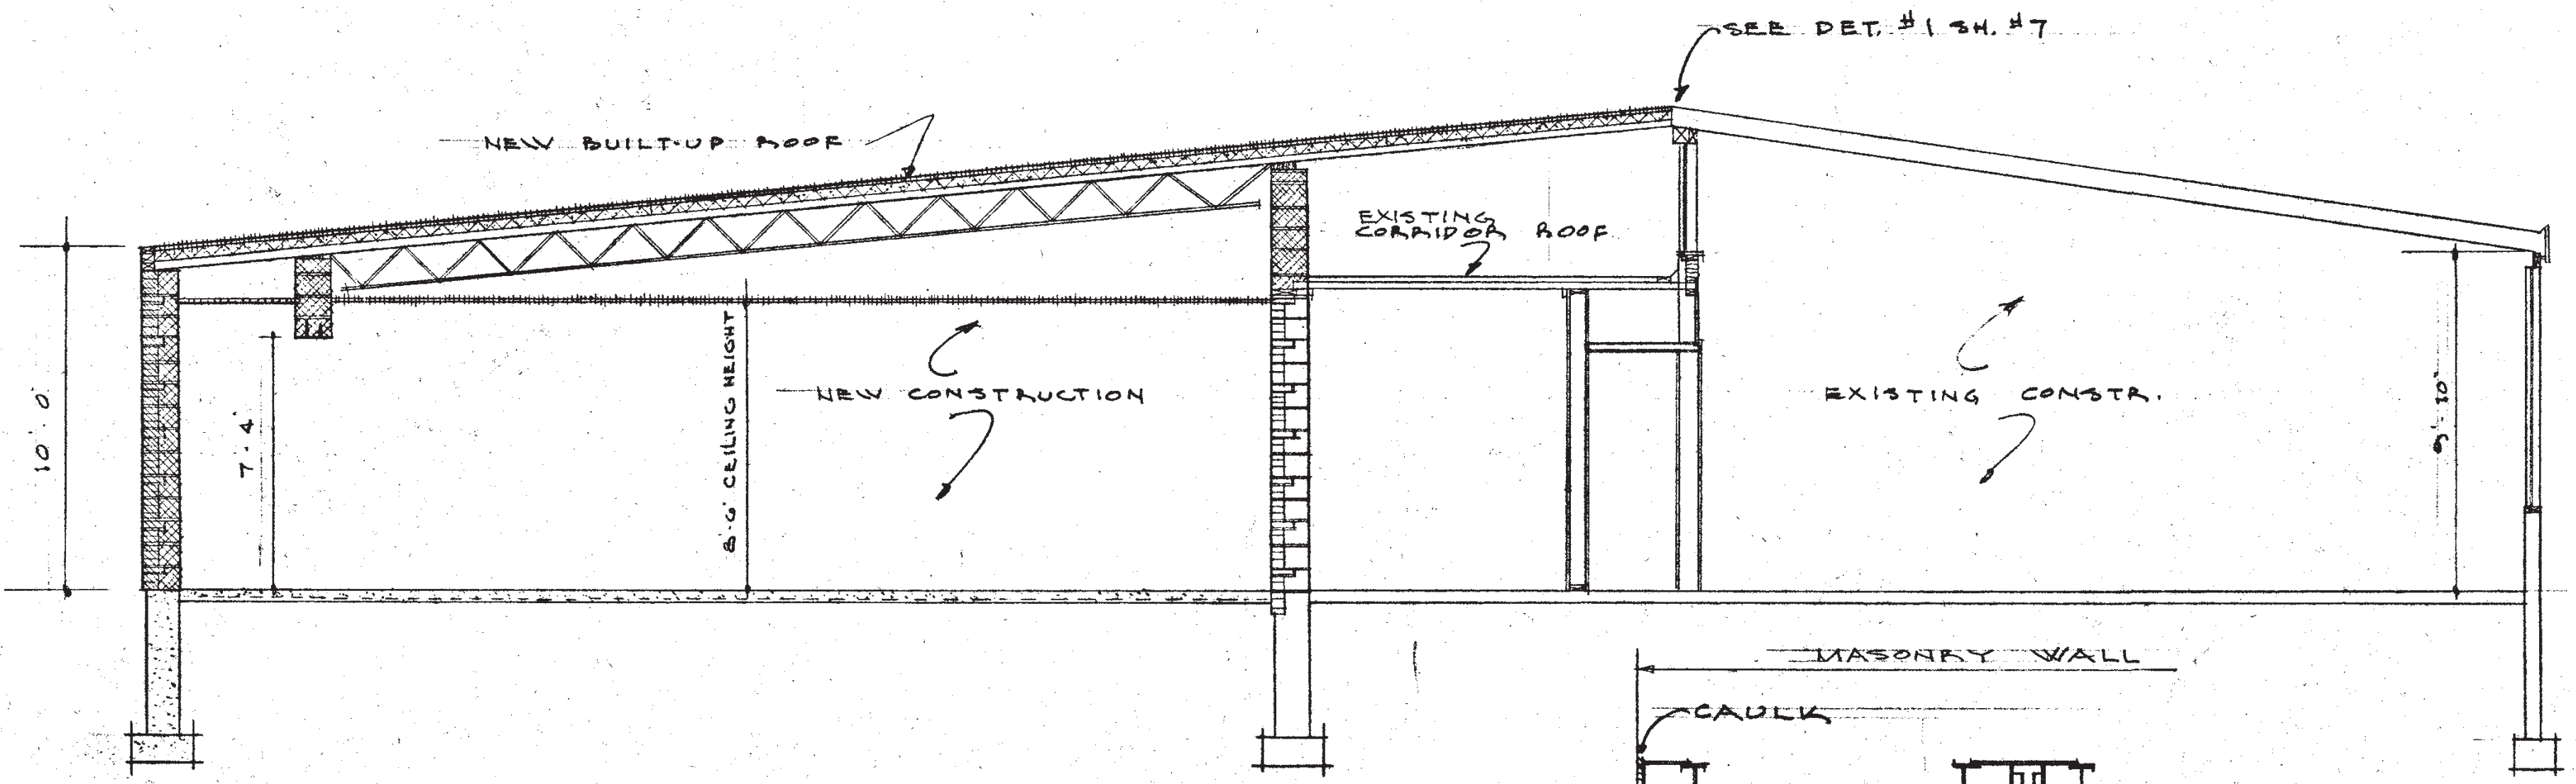 SEE DET. #1 SH. #7
NEW BUILT-UP ROOF
EXISTING
CORRIDOR ROOF
10'.0"
7.4"
8'.6" CEILING HEIGHT
NEW CONSTRUCTION
EXISTING CONSTR.
9'.10"
MASONRY WALL
CAULK